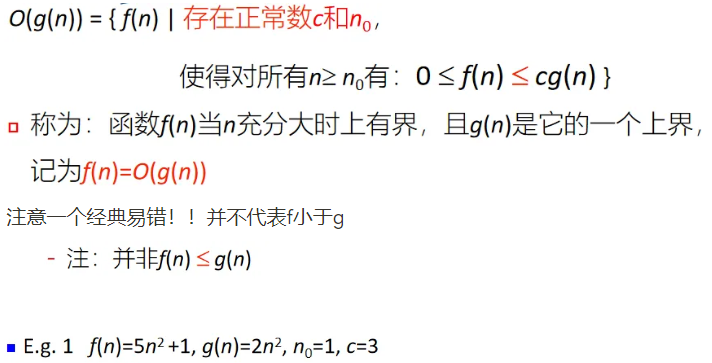 O(g(n)) = { f(n) | 存在正常数c和n₀,
使得对所有n≥ n₀有：0 ≤ f(n) ≤ cg(n) }
称为：函数f(n)当n充分大时上有界，且g(n)是它的一个上界，
记为f(n)=O(g(n))
注意一个经典易错！！并不代表f小于g
- 注：并非f(n) ≤ g(n)
E.g. 1 f(n)=5n²+1, g(n)=2n², n₀=1, c=3